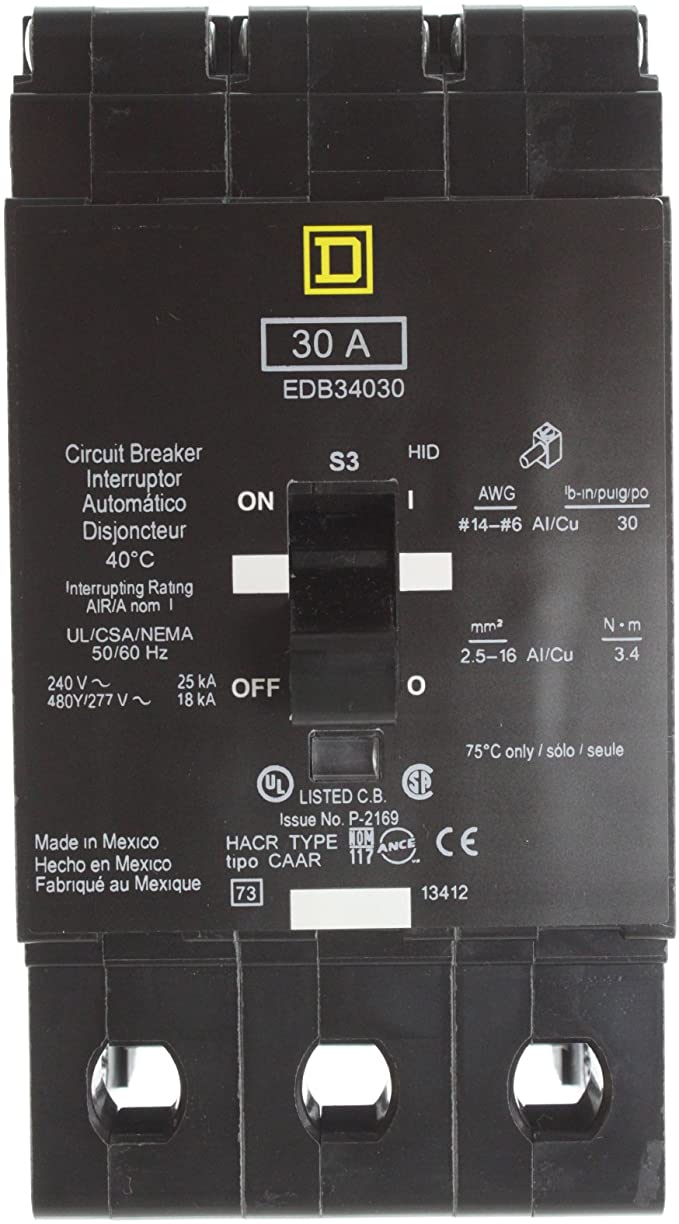 D
30 A
EDB34030
Circuit Breaker
Interruptor
Automático
Disjoncteur
40°C
Interrupting Rating
AIR/A nom I
UL/CSA/NEMA
50/60 Hz
240 V ~ 25 kA
480Y/277 V ~ 18 kA
S3 HID
ON I
OFF O
AWG lb-in/pulg/po
#14–#6 Al/Cu 30
mm² N • m
2.5–16 Al/Cu 3.4
75°C only / sólo / seule
UL LISTED C.B. SA
Issue No. P-2169
Made in Mexico
Hecho en Mexico
Fabriqué au Mexique
HACR TYPE NOM ANCE CE
tipo CAAR 117
73 13412